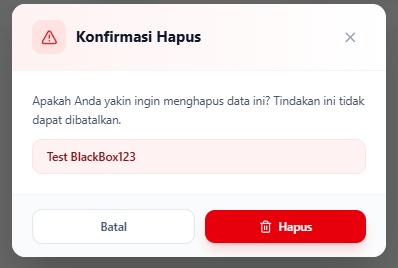 Konfirmasi Hapus
Apakah Anda yakin ingin menghapus data ini? Tindakan ini tidak
dapat dibatalkan.
Test BlackBox123
Batal
Hapus